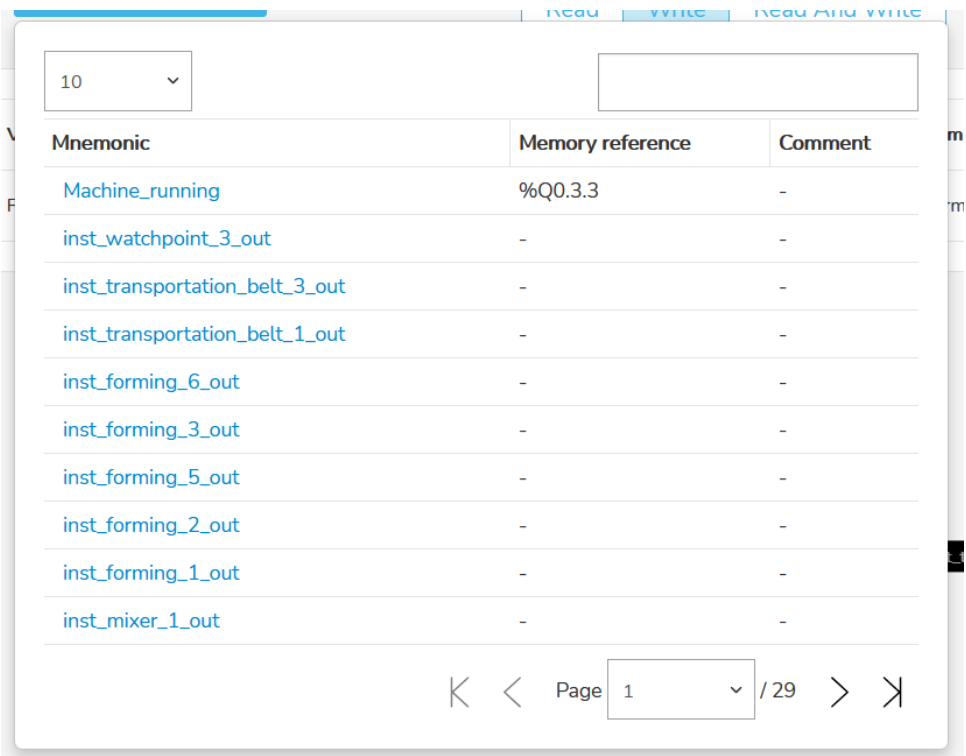 Read Write Read And Write
10
Mnemonic Memory reference Comment
Machine_running %Q0.3.3 -
inst_watchpoint_3_out - -
inst_transportation_belt_3_out - -
inst_transportation_belt_1_out - -
inst_forming_6_out - -
inst_forming_3_out - -
inst_forming_5_out - -
inst_forming_2_out - -
inst_forming_1_out - -
inst_mixer_1_out - -
Page 1 / 29